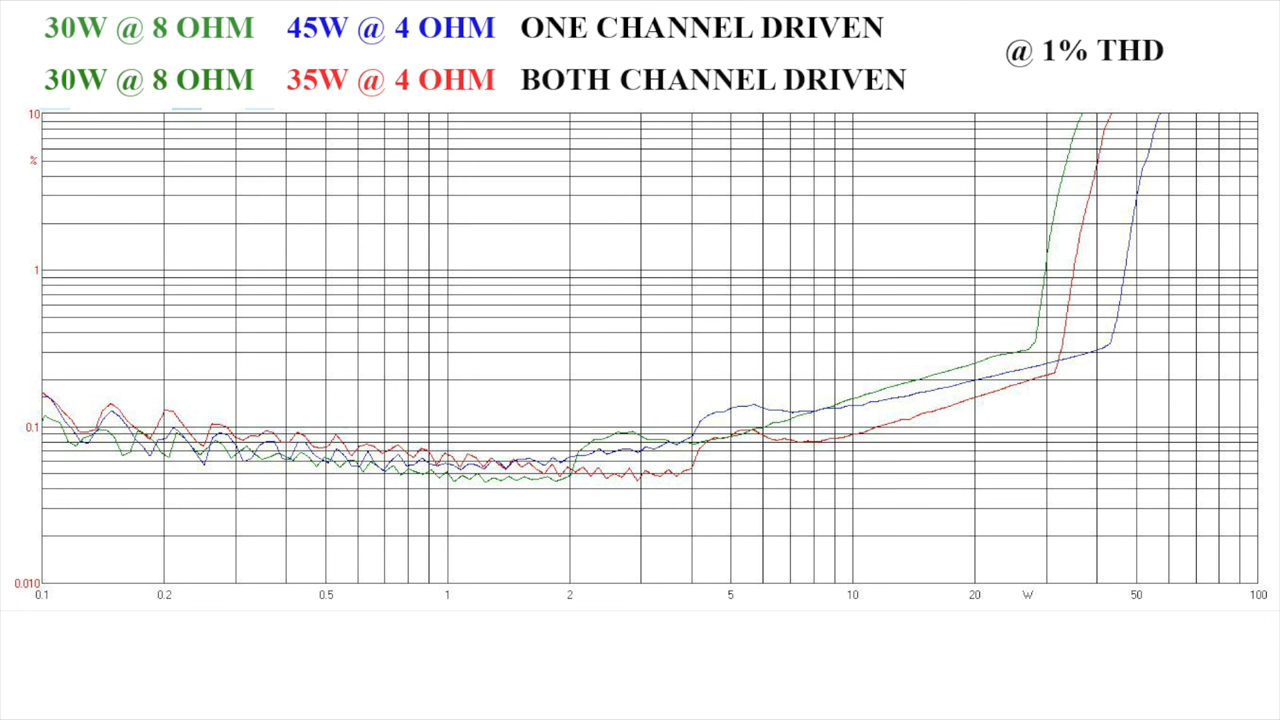 30W @ 8 OHM 45W @ 4 OHM ONE CHANNEL DRIVEN
@ 1% THD
30W @ 8 OHM 35W @ 4 OHM BOTH CHANNEL DRIVEN
10
%
1
0.1
0.010
0.1 0.2 0.5 1 2 5 10 20 W 50 100